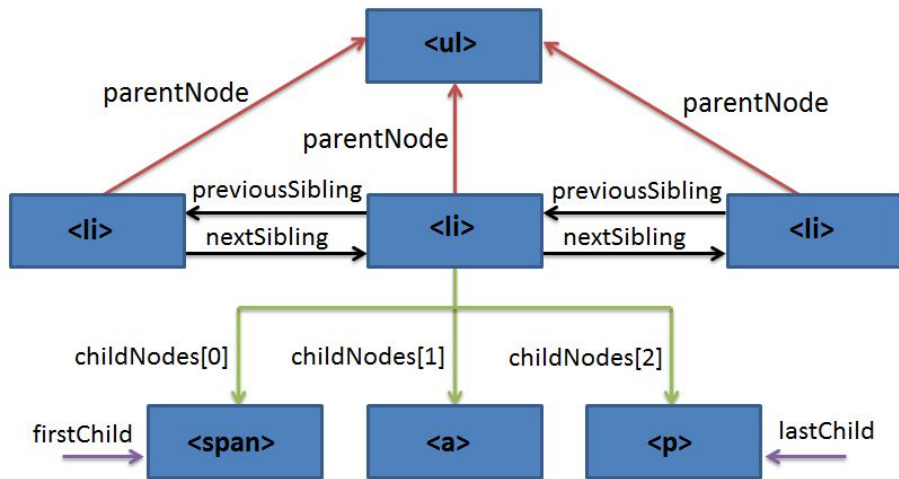 <ul>
parentNode
parentNode
parentNode
previousSibling
previousSibling
<li>
<li>
<li>
nextSibling
nextSibling
childNodes[0]
childNodes[1]
childNodes[2]
firstChild
lastChild
<span>
<a>
<p>